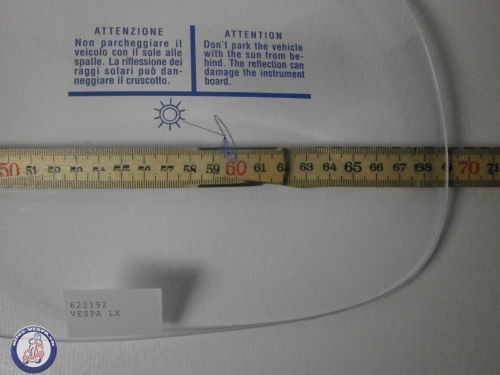 ATTENZIONE
Non parcheggiare il
veicolo con il sole alle
spalle. La riflessione dei
raggi solari può dan-
neggiare il cruscotto.
ATTENTION
Don't park the vehicle
with the sun from be-
hind. The reflection can
damage the instrument
board.
50 51 52 53 54 55 56 57 58 59 60 61 62 63 64 65 66 67 68 69 70 71
622192
VESPA LX